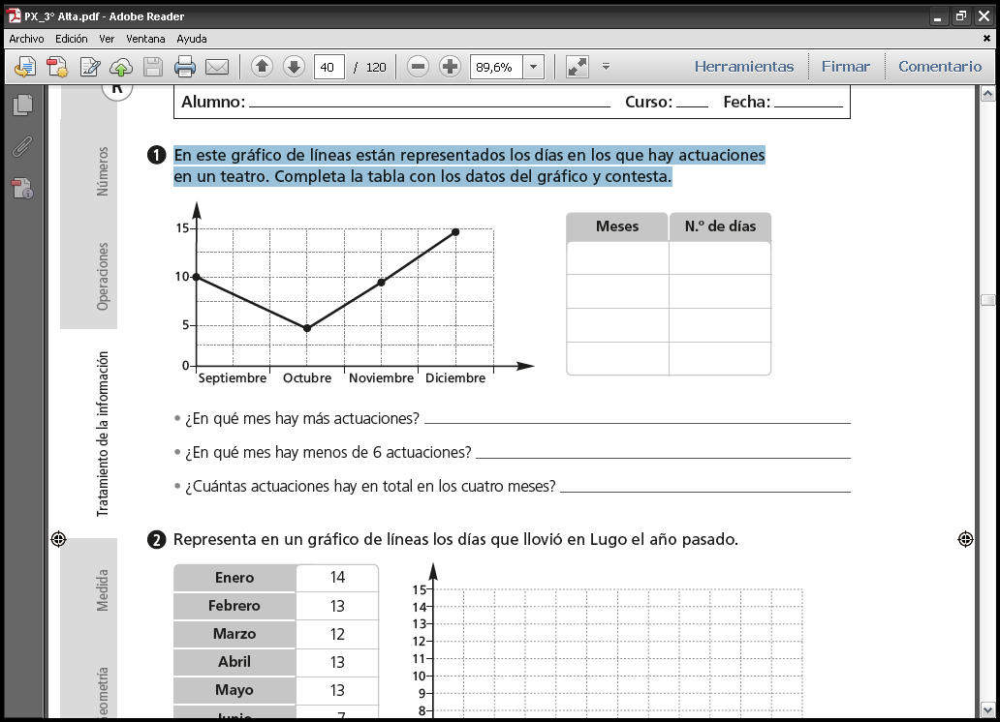 PX_3º Alta.pdf - Adobe Reader
Archivo Edición Ver Ventana Ayuda
40 / 120 89,6% Herramientas Firmar Comentario
R
Alumno: Curso: Fecha:
Números
Operaciones
Tratamiento de la información
Medida
eometría
1 En este gráfico de líneas están representados los días en los que hay actuaciones
en un teatro. Completa la tabla con los datos del gráfico y contesta.
15
10
5
0
Septiembre Octubre Noviembre Diciembre
Meses N.º de días
• ¿En qué mes hay más actuaciones?
• ¿En qué mes hay menos de 6 actuaciones?
• ¿Cuántas actuaciones hay en total en los cuatro meses?
2 Representa en un gráfico de líneas los días que llovió en Lugo el año pasado.
Enero 14
Febrero 13
Marzo 12
Abril 13
Mayo 13
Junio 7
15
14
13
12
11
10
9
8